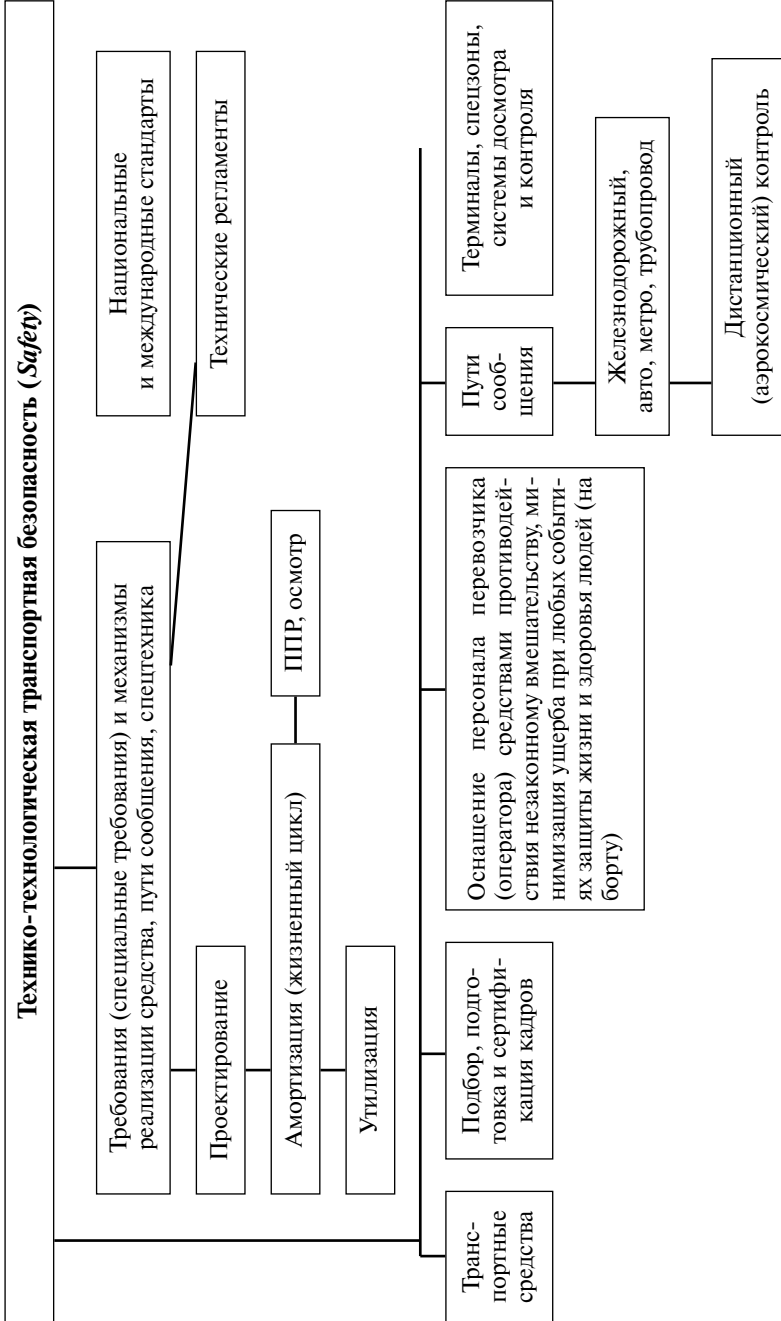 Технико-технологическая транспортная безопасность (Safety)
Требования (специальные требования) и механизмы
реализации средства, пути сообщения, спецтехника
Национальные
и международные стандарты
Проектирование
Технические регламенты
Амортизация (жизненный цикл)
ППР, осмотр
Утилизация
Транс-
портные
средства
Подбор, подго-
товка и сертифи-
кация кадров
Оснащение персонала перевозчика
(оператора) средствами противодей-
ствия незаконному вмешательству, ми-
нимизация ущерба при любых событи-
ях защиты жизни и здоровья людей (на
борту)
Пути
сооб-
щения
Терминалы, спецзоны,
системы досмотра
и контроля
Железнодорожный,
авто, метро, трубопровод
Дистанционный
(аэрокосмический) контроль